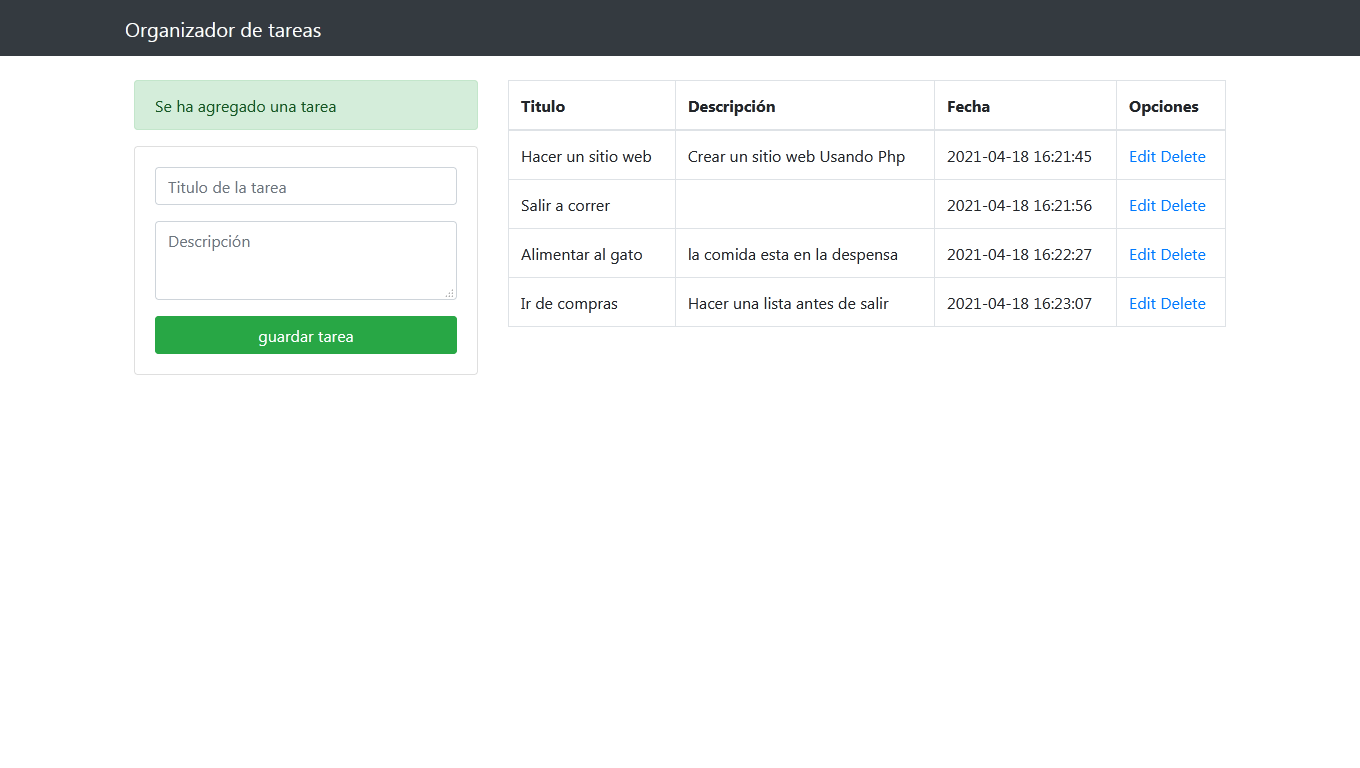 Organizador de tareas
Se ha agregado una tarea
Titulo de la tarea
Descripción
guardar tarea
Titulo Descripción Fecha Opciones
Hacer un sitio web Crear un sitio web Usando Php 2021-04-18 16:21:45 Edit Delete
Salir a correr 2021-04-18 16:21:56 Edit Delete
Alimentar al gato la comida esta en la despensa 2021-04-18 16:22:27 Edit Delete
Ir de compras Hacer una lista antes de salir 2021-04-18 16:23:07 Edit Delete